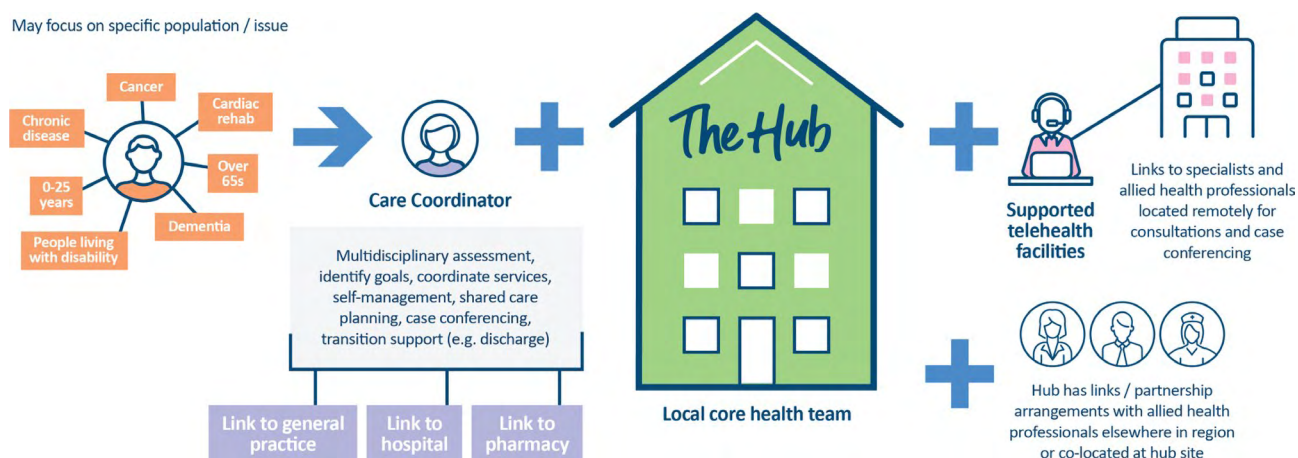 May focus on specific population / issue
Cancer
Cardiac
rehab
Chronic
disease
Over
65s
0-25
years
Dementia
People living
with disability
Care Coordinator
Multidisciplinary assessment,
identify goals, coordinate services,
self-management, shared care
planning, case conferencing,
transition support (e.g. discharge)
Link to general
practice
Link to
hospital
Link to
pharmacy
The Hub
Local core health team
Supported
telehealth
facilities
Links to specialists and
allied health professionals
located remotely for
consultations and case
conferencing
Hub has links / partnership
arrangements with allied health
professionals elsewhere in region
or co-located at hub site